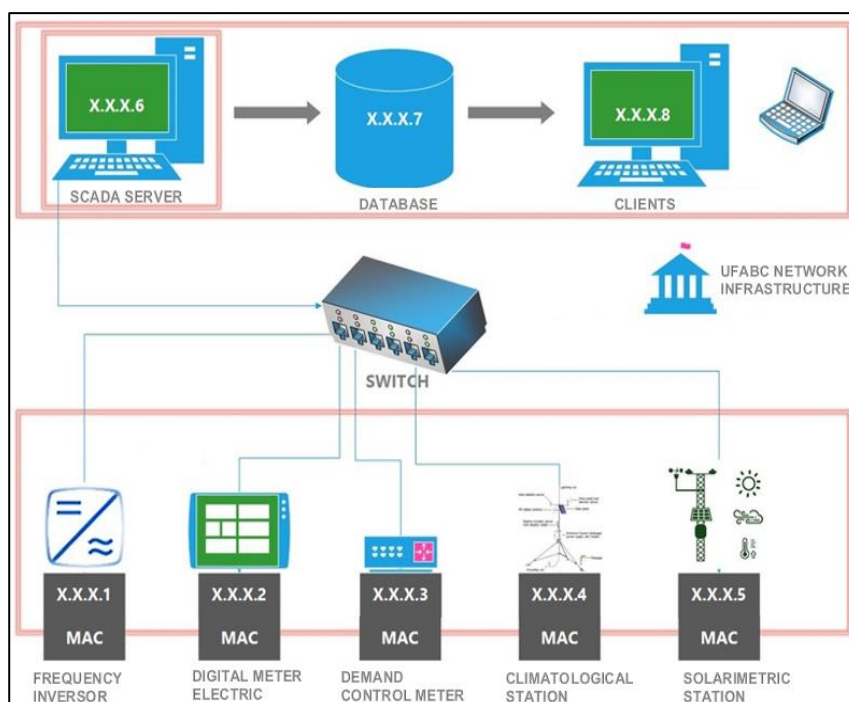 X.X.X.6
X.X.X.7
X.X.X.8
SCADA SERVER
DATABASE
CLIENTS
UFABC NETWORK
INFRASTRUCTURE
SWITCH
X.X.X.1
MAC
X.X.X.2
MAC
X.X.X.3
MAC
X.X.X.4
MAC
X.X.X.5
MAC
FREQUENCY
INVERSOR
DIGITAL METER
ELECTRIC
DEMAND
CONTROL METER
CLIMATOLOGICAL
STATION
SOLARIMETRIC
STATION